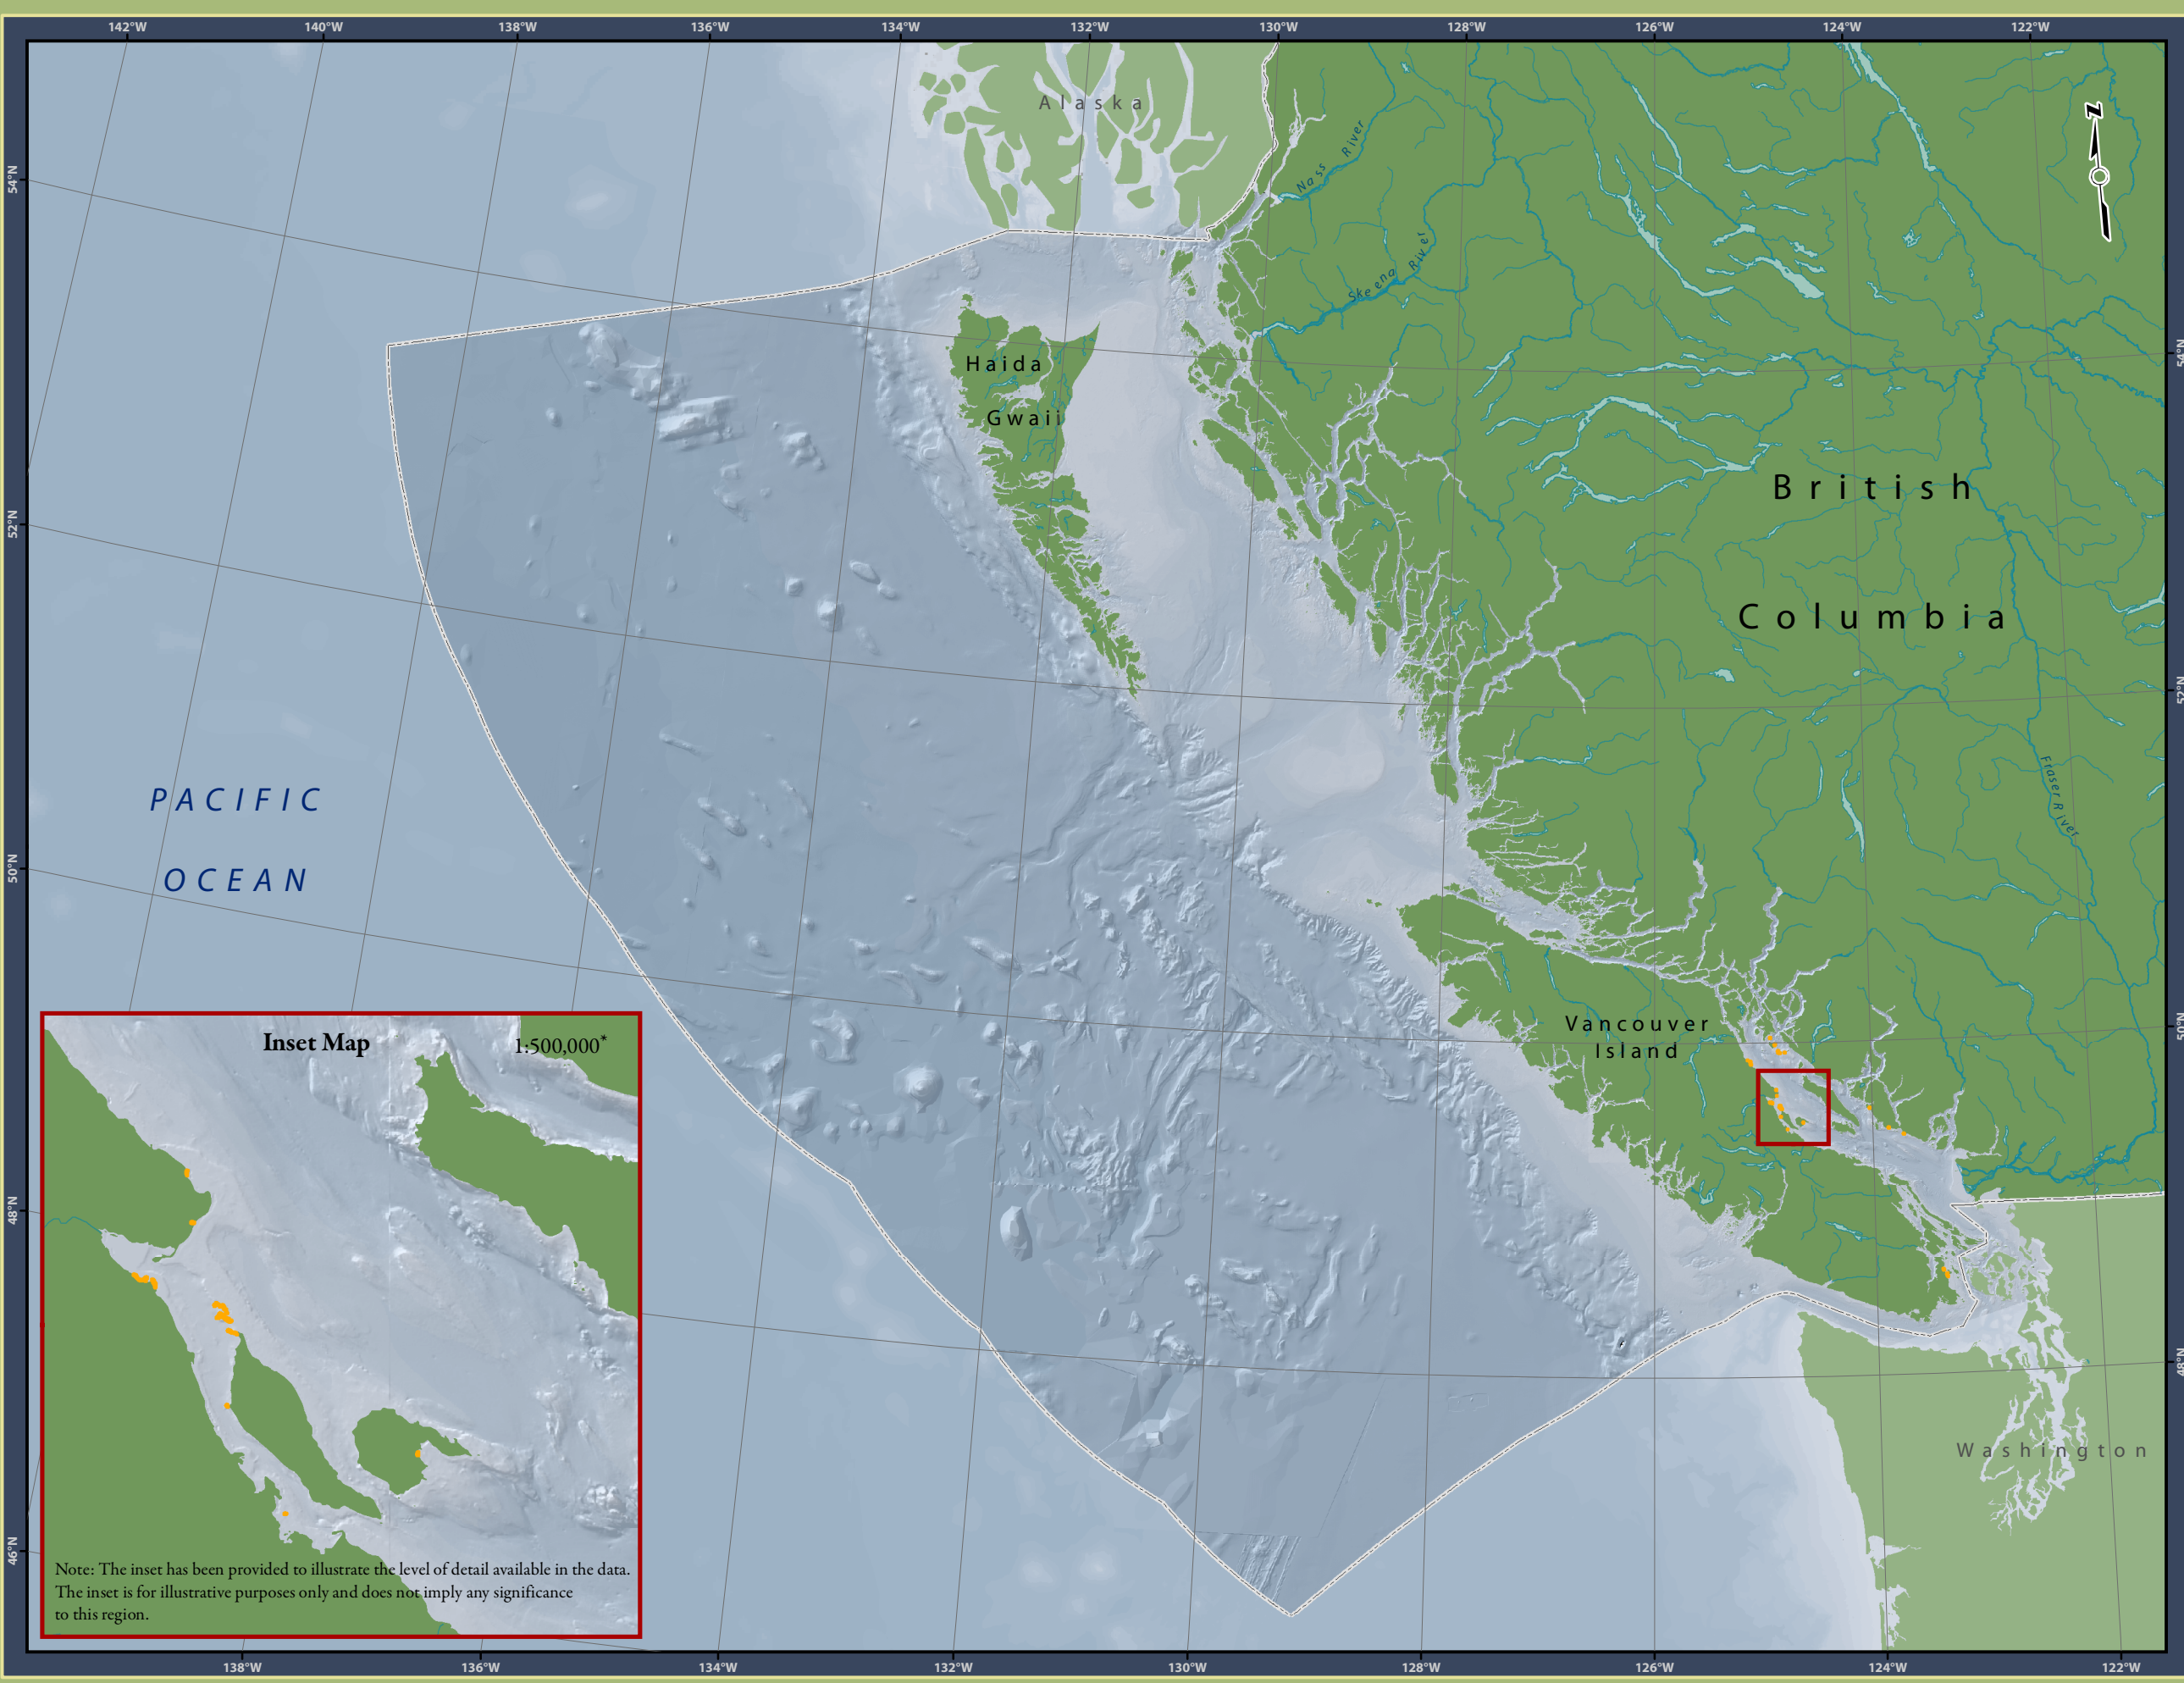 142°W 140°W 138°W 136°W 134°W 132°W 130°W 128°W 126°W 124°W 122°W
Alaska
N
Nass River
Skeena River
54°N
54°N
Haida
Gwaii
British
Columbia
52°N
52°N
Fraser River
PACIFIC
OCEAN
50°N
50°N
Vancouver
Island
Inset Map
1:500,000*
48°N
48°N
Washington
46°N
Note: The inset has been provided to illustrate the level of detail available in the data.
The inset is for illustrative purposes only and does not imply any significance
to this region.
138°W 136°W 134°W 132°W 130°W 128°W 126°W 124°W 122°W